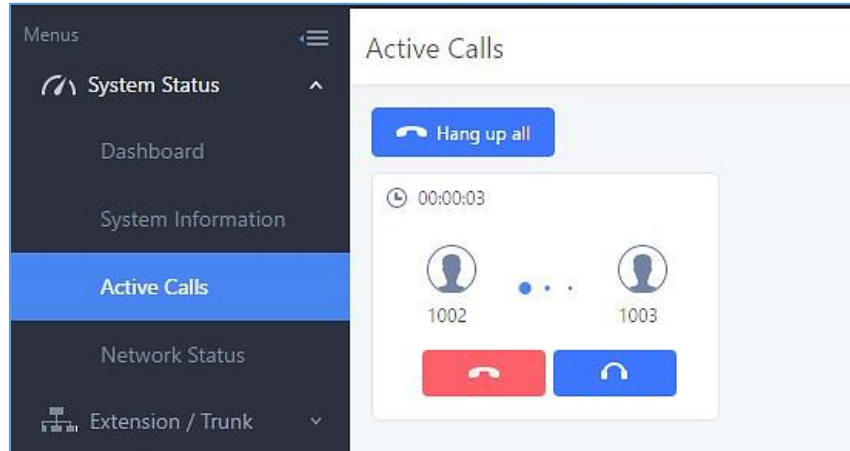 Menus
System Status
Dashboard
System Information
Active Calls
Network Status
Extension / Trunk
Active Calls
Hang up all
00:00:03
1002
1003